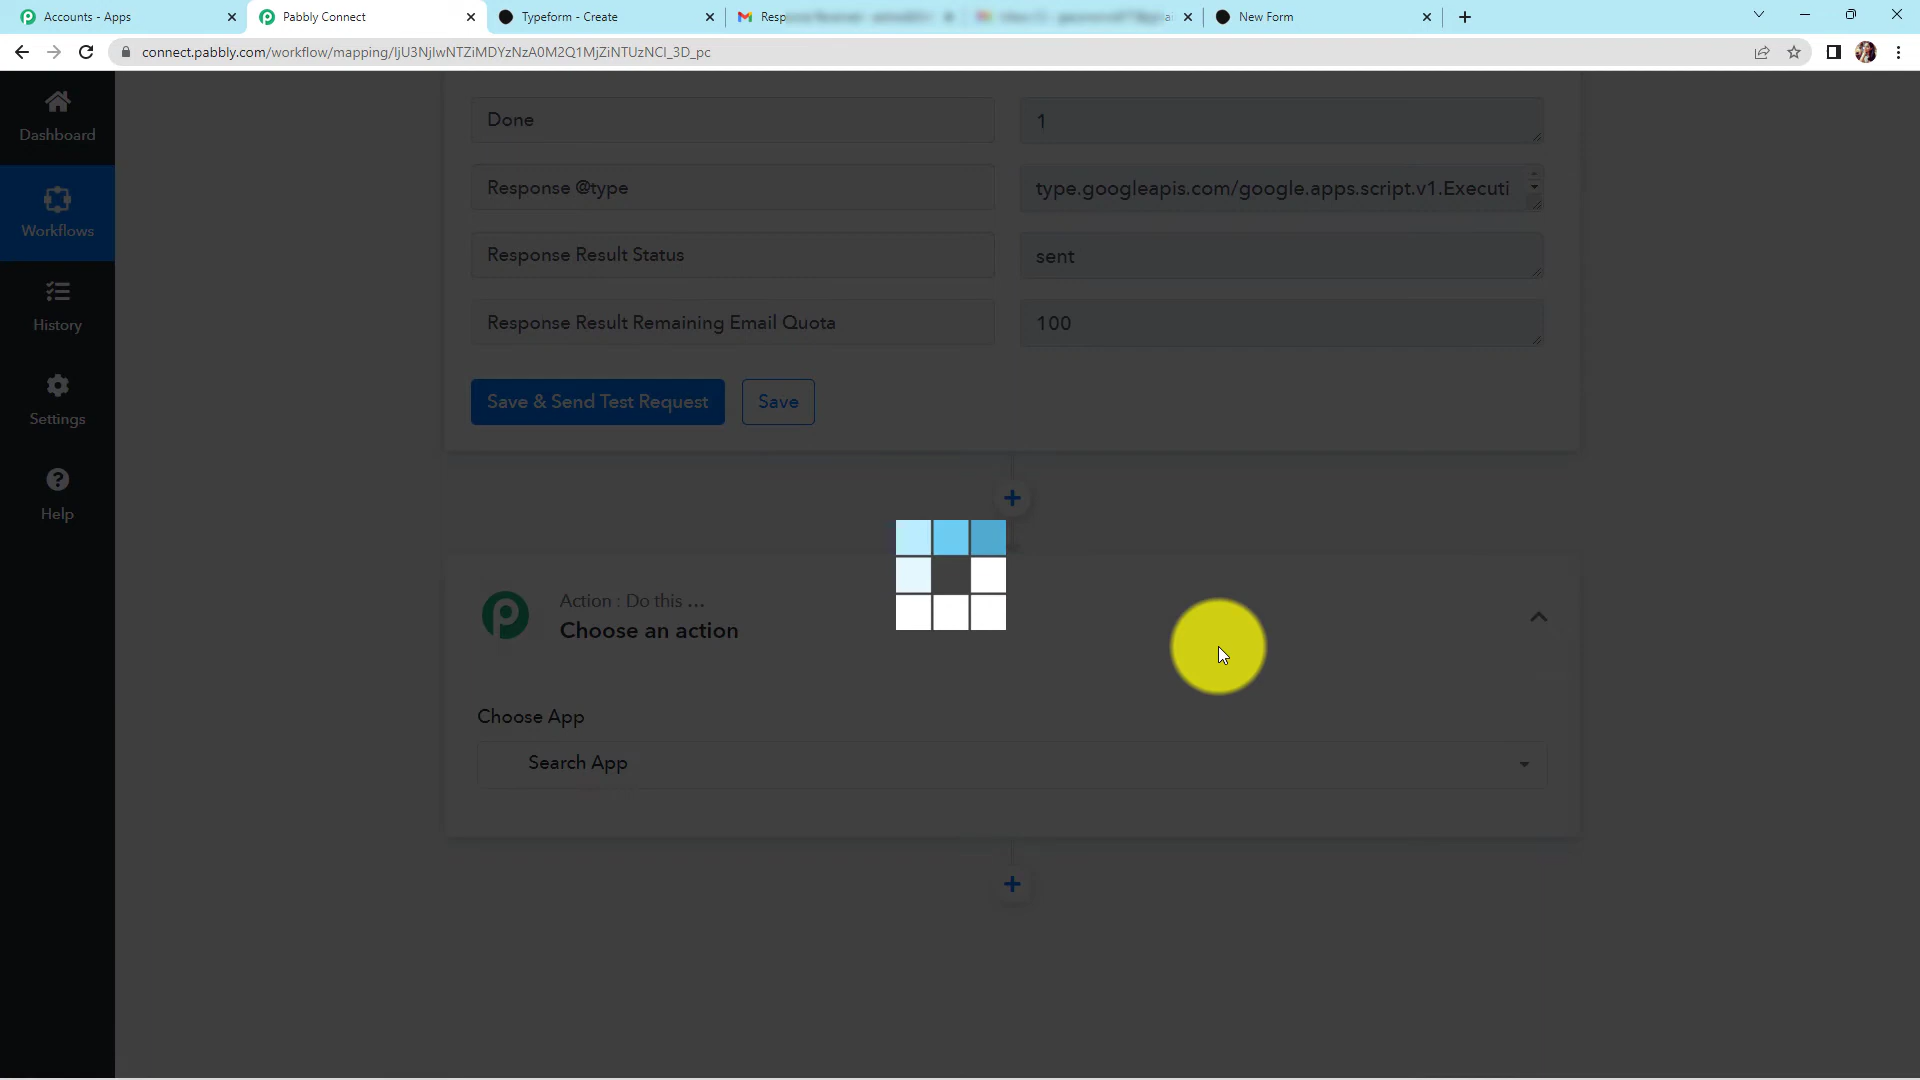 Accounts - Apps
Pabbly Connect
Typeform - Create
Resp
New Form
connect.pabbly.com/workflow/mapping/IjU3NjIwNTZiMDYzNzA0M2Q1MjZiNTUzNCI_3D_pc
Dashboard
Workflows
History
Settings
Help
Done
1
Response @type
type.googleapis.com/google.apps.script.v1.Executi
Response Result Status
sent
Response Result Remaining Email Quota
100
Save & Send Test Request
Save
Action : Do this ...
Choose an action
Choose App
Search App